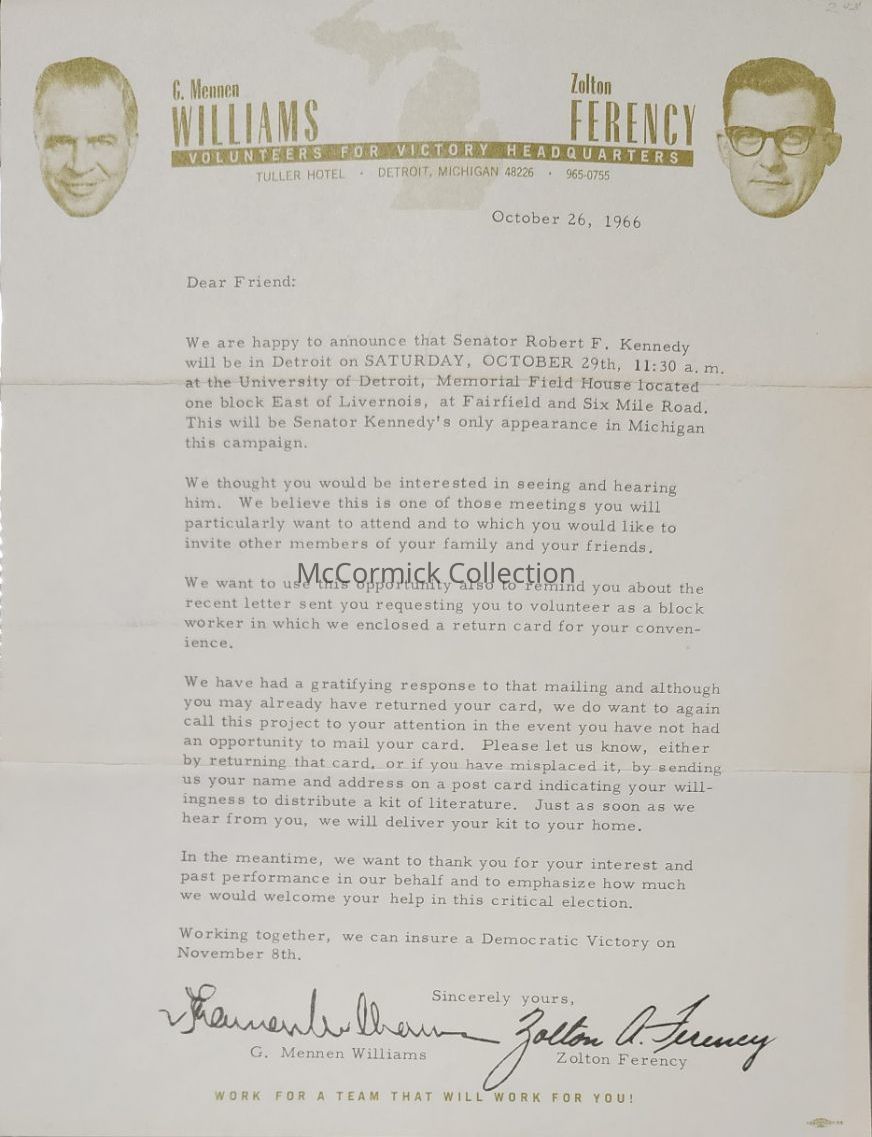 G. Mennen
WILLIAMS
Zolton
FERENCY
VOLUNTEERS FOR VICTORY HEADQUARTERS
TULLER HOTEL · DETROIT, MICHIGAN 48226 · 965-0755
October 26, 1966
Dear Friend:
We are happy to announce that Senator Robert F. Kennedy
will be in Detroit on SATURDAY, OCTOBER 29th, 11:30 a.m.
at the University of Detroit, Memorial Field House located
one block East of Livernois, at Fairfield and Six Mile Road.
This will be Senator Kennedy's only appearance in Michigan
this campaign.
We thought you would be interested in seeing and hearing
him. We believe this is one of those meetings you will
particularly want to attend and to which you would like to
invite other members of your family and your friends.
McCormick Collection
We want to use this opportunity also to remind you about the
recent letter sent you requesting you to volunteer as a block
worker in which we enclosed a return card for your conven-
ience.
We have had a gratifying response to that mailing and although
you may already have returned your card, we do want to again
call this project to your attention in the event you have not had
an opportunity to mail your card. Please let us know, either
by returning that card, or if you have misplaced it, by sending
us your name and address on a post card indicating your will-
ingness to distribute a kit of literature. Just as soon as we
hear from you, we will deliver your kit to your home.
In the meantime, we want to thank you for your interest and
past performance in our behalf and to emphasize how much
we would welcome your help in this critical election.
Working together, we can insure a Democratic Victory on
November 8th.
Sincerely yours,
Zolton A. Ferency
G. Mennen Williams
Zolton Ferency
WORK FOR A TEAM THAT WILL WORK FOR YOU!